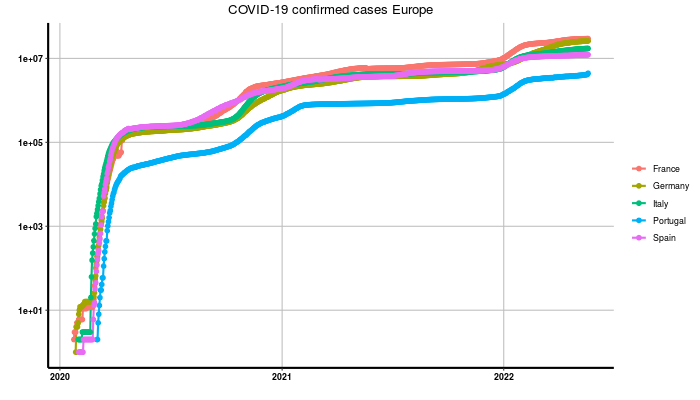 COVID-19 confirmed cases Europe
1e+07
1e+05
1e+03
1e+01
2020
2021
2022
France
Germany
Italy
Portugal
Spain